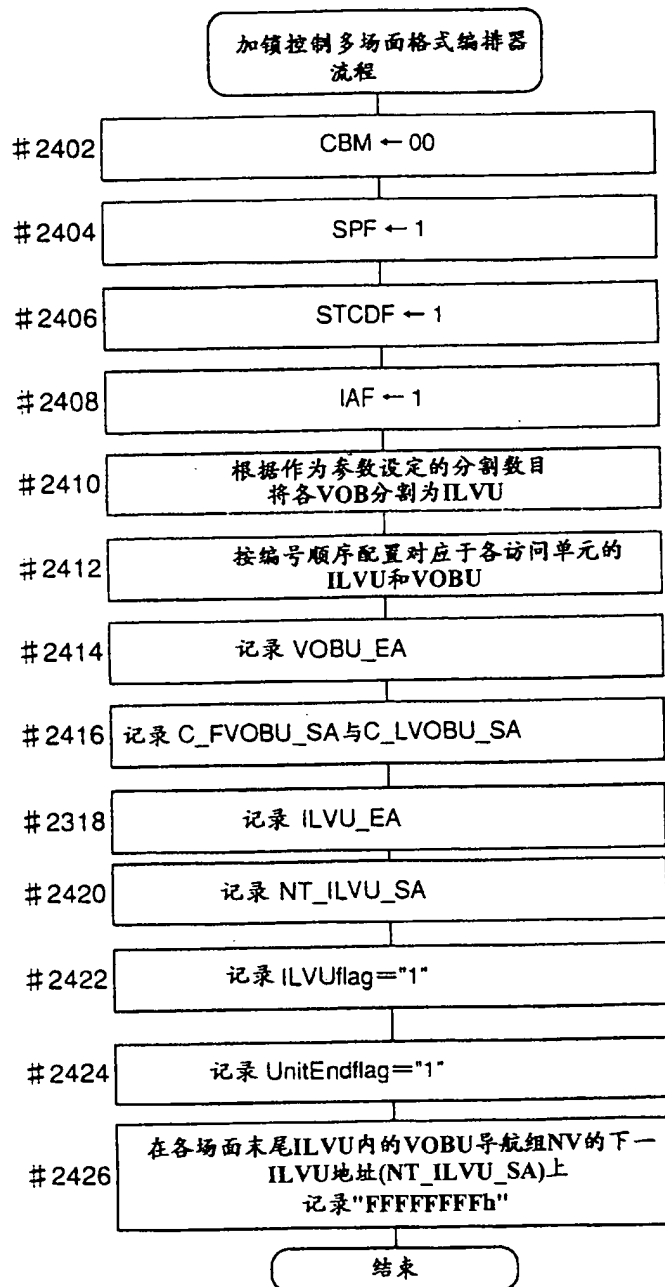 加锁控制多场面格式编排器
流程
#2402 CBM ← 00
#2404 SPF ← 1
#2406 STCDF ← 1
#2408 IAF ← 1
#2410 根据作为参数设定的分割数目
将各VOB分割为ILVU
#2412 按编号顺序配置对应于各访问单元的
ILVU和VOBU
#2414 记录 VOBU_EA
#2416 记录 C_FVOBU_SA与C_LVOBU_SA
#2318 记录 ILVU_EA
#2420 记录 NT_ILVU_SA
#2422 记录 ILVUflag="1"
#2424 记录 UnitEndflag="1"
在各场面末尾ILVU内的VOBU导航组NV的下一
#2426 ILVU地址(NT_ILVU_SA)上
记录"FFFFFFFFh"
结束